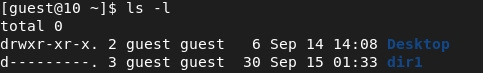 [guest@10 ~]$ ls -l
total 0
drwxr-xr-x. 2 guest guest  6 Sep 14 14:08 Desktop
d---------. 3 guest guest 30 Sep 15 01:33 dir1